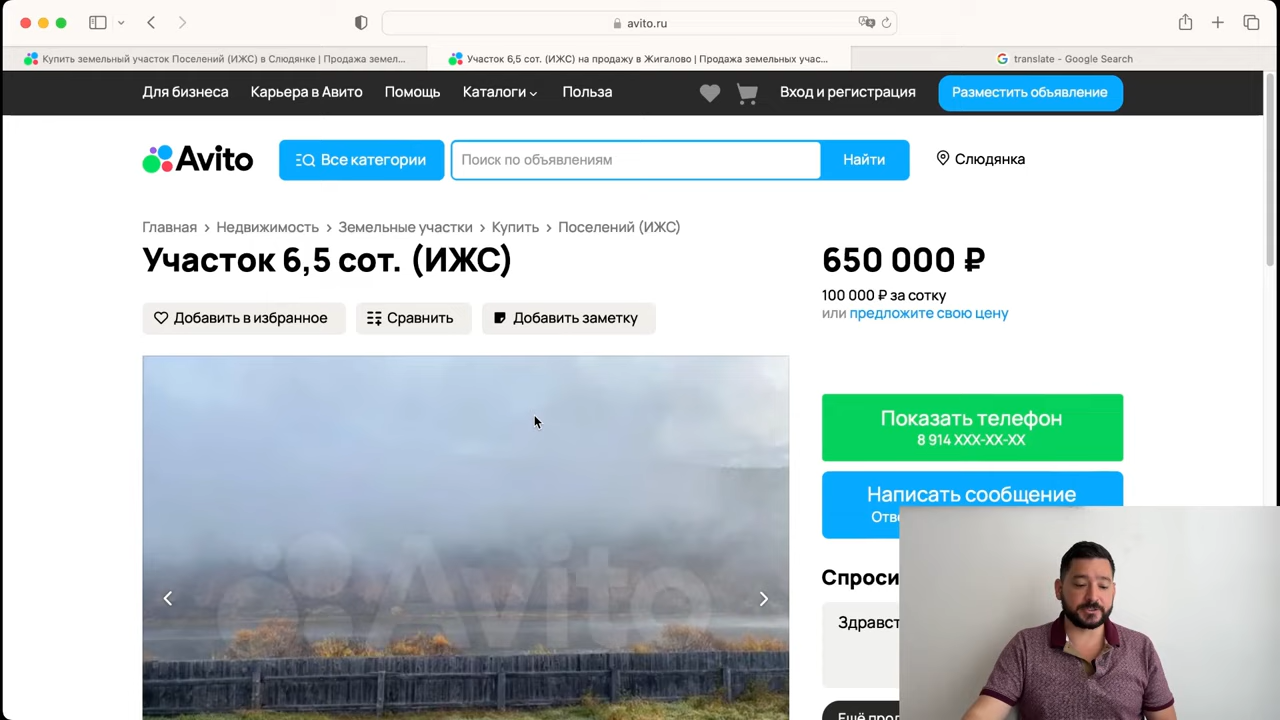 avito.ru
Купить земельный участок Поселений (ИЖС) в Слюдянке | Продажа земел...
Участок 6,5 сот. (ИЖС) на продажу в Жигалово | Продажа земельных учас...
translate - Google Search
Для бизнеса
Карьера в Авито
Помощь
Каталоги
Польза
Вход и регистрация
Разместить объявление
Avito
Все категории
Поиск по объявлениям
Найти
Слюдянка
Главная › Недвижимость › Земельные участки › Купить › Поселений (ИЖС)
Участок 6,5 сот. (ИЖС)
650 000 ₽
100 000 ₽ за сотку
или предложите свою цену
Добавить в избранное
Сравнить
Добавить заметку
Показать телефон
8 914 XXX-XX-XX
Написать сообщение
Отве
Спроси
Здравст
Ещё прод
Avito